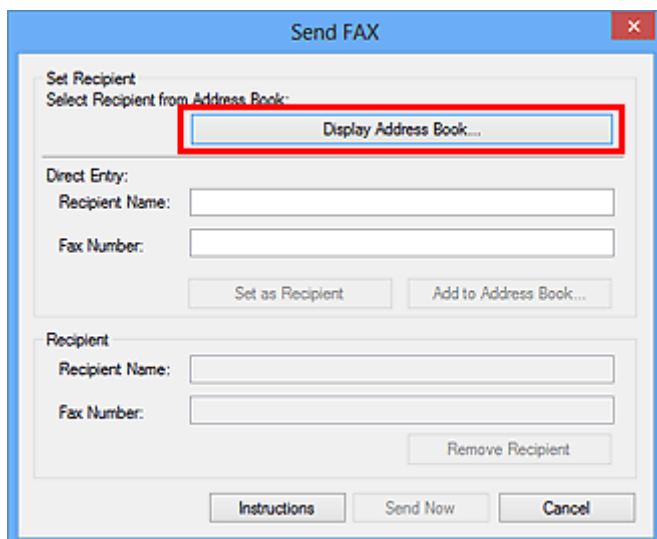 Send FAX
Set Recipient
Select Recipient from Address Book:
Display Address Book...
Direct Entry:
Recipient Name:
Fax Number:
Set as Recipient Add to Address Book...
Recipient
Recipient Name:
Fax Number:
Remove Recipient
Instructions Send Now Cancel